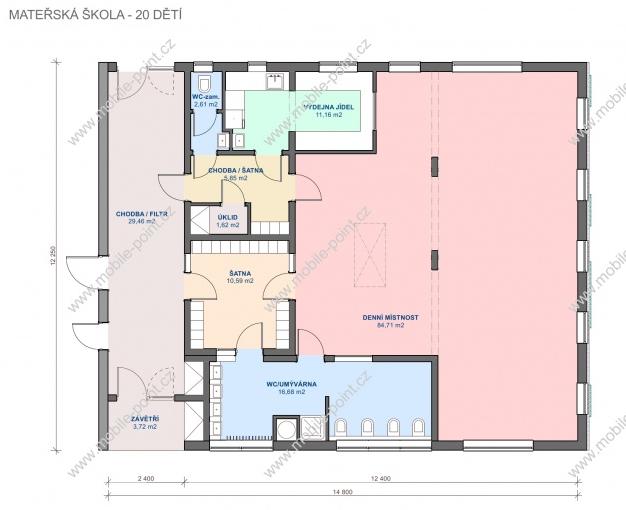 MATEŘSKÁ ŠKOLA - 20 DĚTÍ
www.mobile-point.cz
WC-zam.
2,61 m2
VÝDEJNA JÍDEL
11,16 m2
CHODBA / ŠATNA
5,85 m2
CHODBA / FILTR
29,46 m2
ÚKLID
1,62 m2
ŠATNA
10,59 m2
DENNÍ MÍSTNOST
84,71 m2
WC/UMÝVÁRNA
16,68 m2
ZÁVĚTŘÍ
3,72 m2
12 250
2 400
12 400
14 800